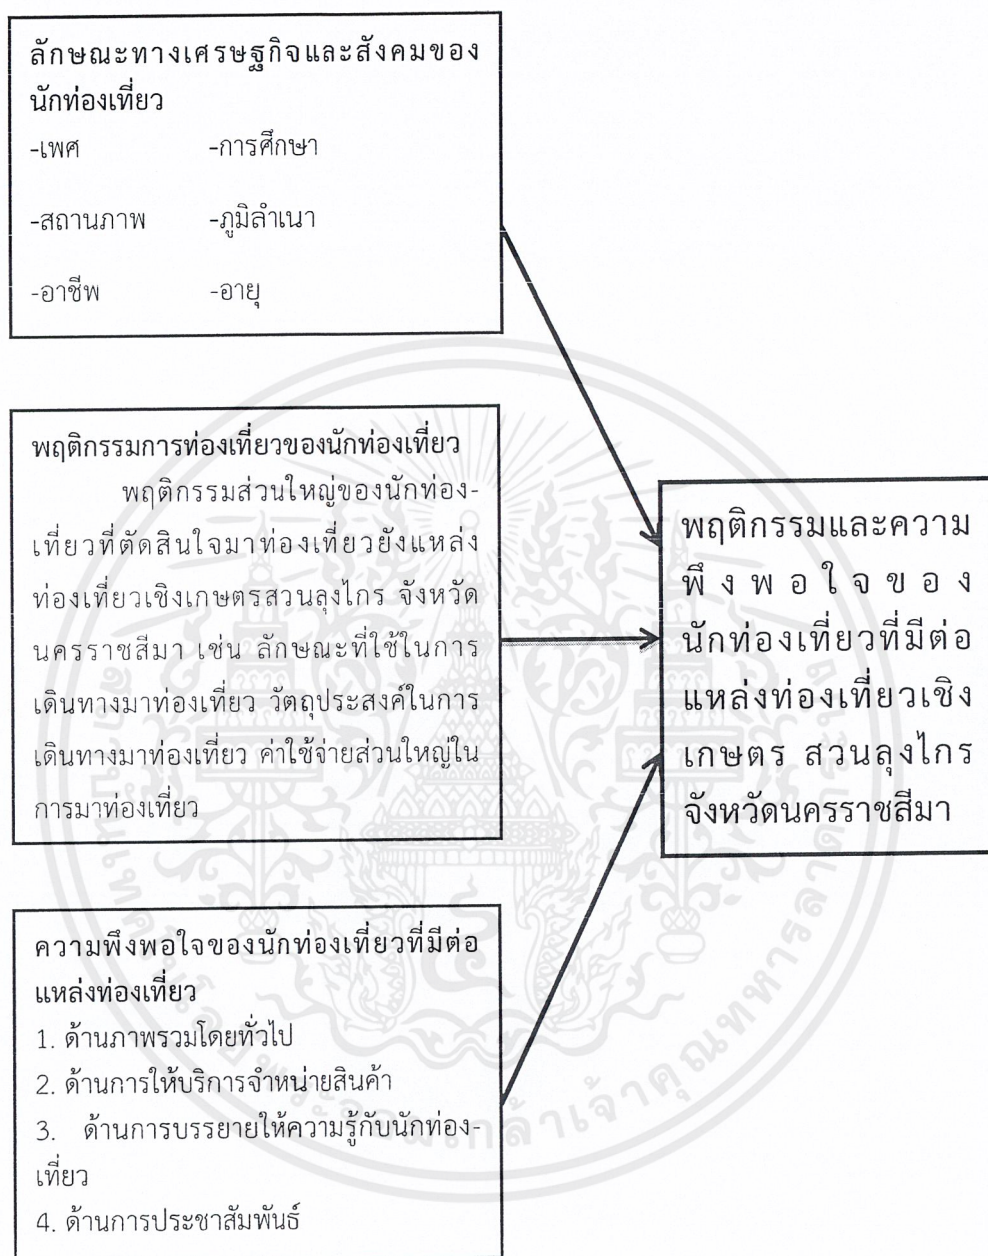 ลักษณะทางเศรษฐกิจและสังคมของ
นักท่องเที่ยว
-เพศ -การศึกษา
-สถานภาพ -ภูมิลำเนา
-อาชีพ -อายุ
พฤติกรรมการท่องเที่ยวของนักท่องเที่ยว
พฤติกรรมส่วนใหญ่ของนักท่อง-
เที่ยวที่ตัดสินใจมาท่องเที่ยวยังแหล่ง
ท่องเที่ยวเชิงเกษตรสวนลุงไกร จังหวัด
นครราชสีมา เช่น ลักษณะที่ใช้ในการ
เดินทางมาท่องเที่ยว วัตถุประสงค์ในการ
เดินทางมาท่องเที่ยว ค่าใช้จ่ายส่วนใหญ่ใน
การมาท่องเที่ยว
ความพึงพอใจของนักท่องเที่ยวที่มีต่อ
แหล่งท่องเที่ยว
1. ด้านภาพรวมโดยทั่วไป
2. ด้านการให้บริการจำหน่ายสินค้า
3. ด้านการบรรยายให้ความรู้กับนักท่อง-
เที่ยว
4. ด้านการประชาสัมพันธ์
พฤติกรรมและความ
พึงพอใจของ
นักท่องเที่ยวที่มีต่อ
แหล่งท่องเที่ยวเชิง
เกษตร สวนลุงไกร
จังหวัดนครราชสีมา